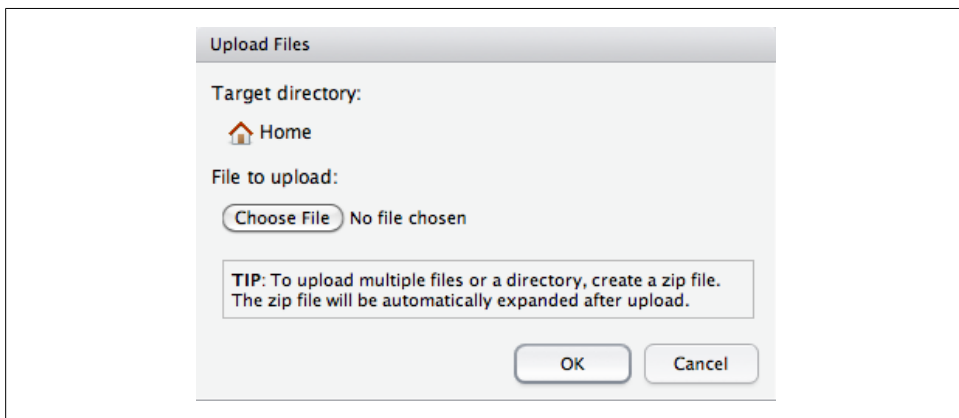 Upload Files
Target directory:
Home
File to upload:
Choose File No file chosen
TIP: To upload multiple files or a directory, create a zip file.
The zip file will be automatically expanded after upload.
OK Cancel